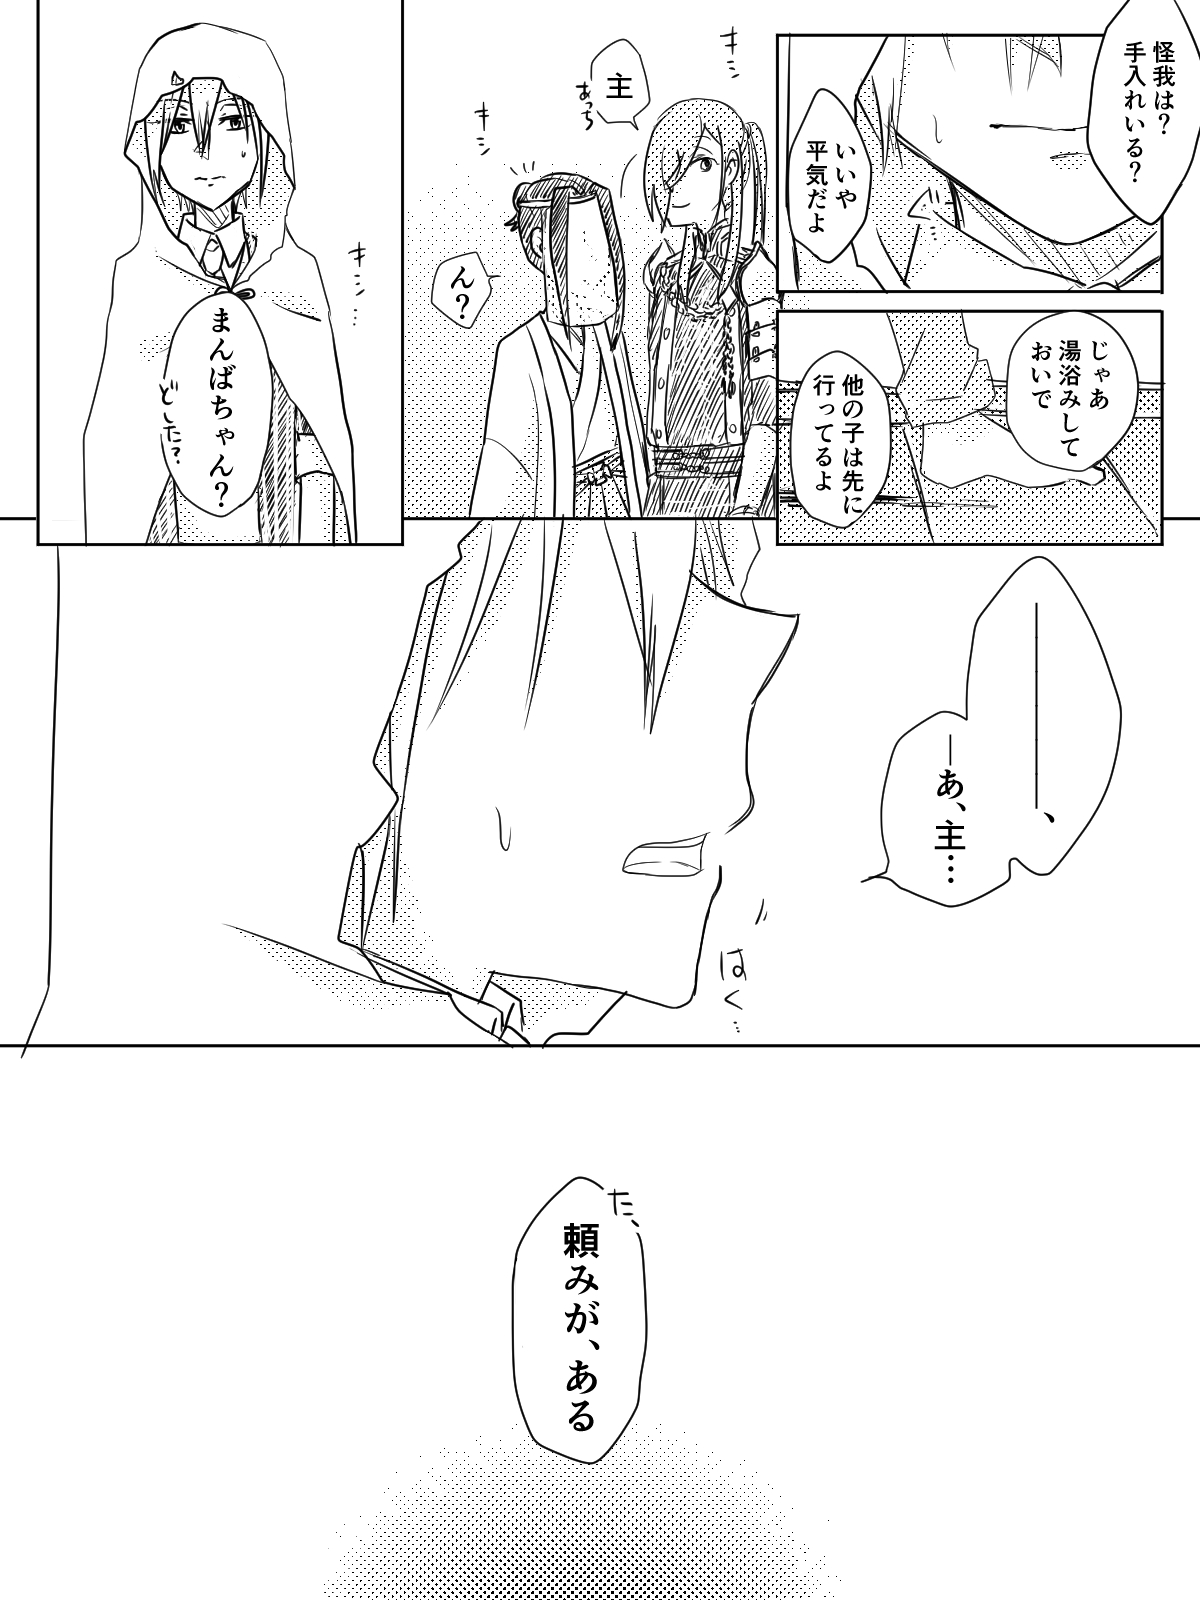 怪我は？
手入れいる？
いいや
平気だよ
じゃあ
湯浴みして
おいで
他の子は先に
行ってるよ
キシ
主
あっち
キシ
ん？
キシ…
まんばちゃん？
どした？
――――、
―あ、主…
はく…
た、
頼みが、ある